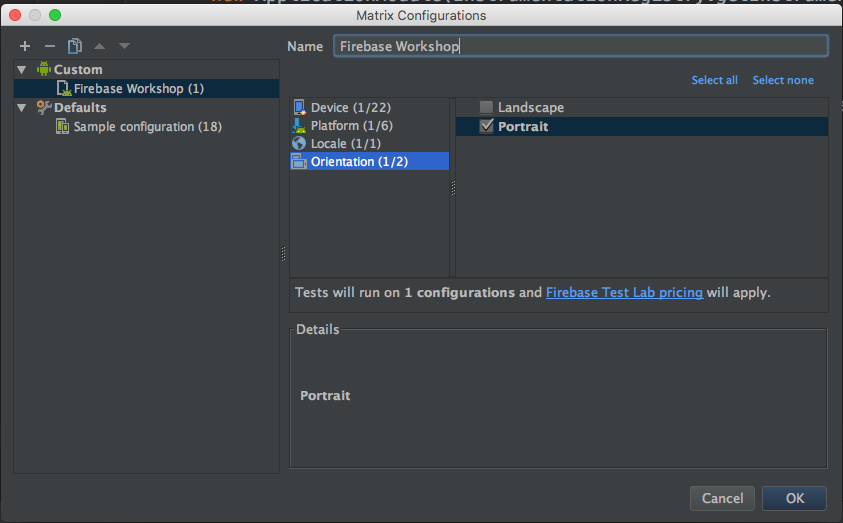 Matrix Configurations
Name Firebase Workshop
Select all Select none
Custom
Firebase Workshop (1)
Defaults
Sample configuration (18)
Device (1/22)
Platform (1/6)
Locale (1/1)
Orientation (1/2)
Landscape
Portrait
Tests will run on 1 configurations and Firebase Test Lab pricing will apply.
Details
Portrait
Cancel OK